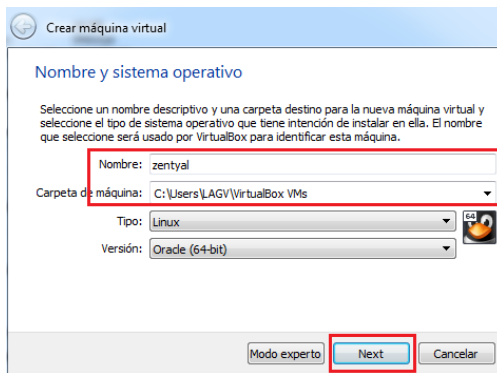 Crear máquina virtual
Nombre y sistema operativo
Seleccione un nombre descriptivo y una carpeta destino para la nueva máquina virtual y
seleccione el tipo de sistema operativo que tiene intención de instalar en ella. El nombre
que seleccione será usado por VirtualBox para identificar esta máquina.
Nombre: zentyal
Carpeta de máquina: C:\Users\LAGV\VirtualBox VMs
Tipo: Linux
64
Versión: Oracle (64-bit)
Modo experto Next Cancelar